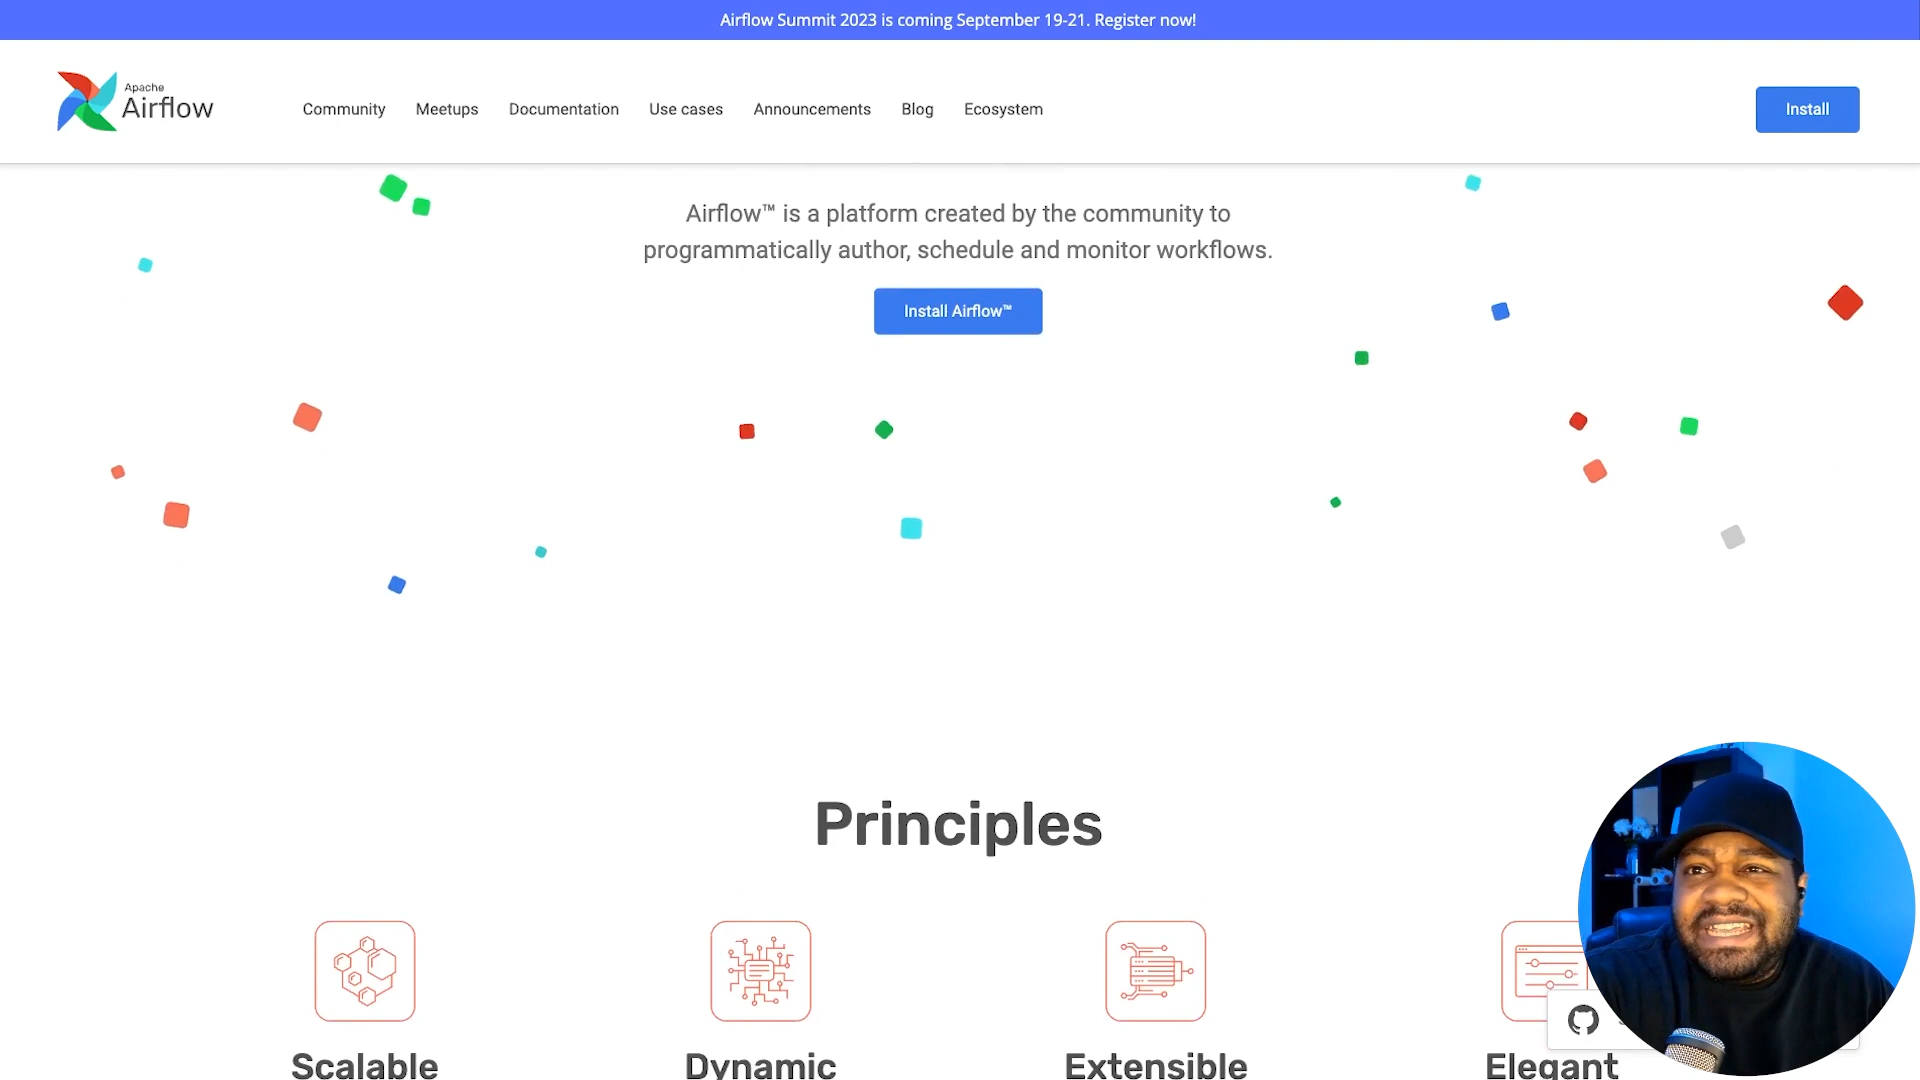 Airflow Summit 2023 is coming September 19-21. Register now!
Apache
Airflow
Community Meetups Documentation Use cases Announcements Blog Ecosystem
Install
Airflow™ is a platform created by the community to
programmatically author, schedule and monitor workflows.
Install Airflow™
Principles
Scalable Dynamic Extensible Elegant